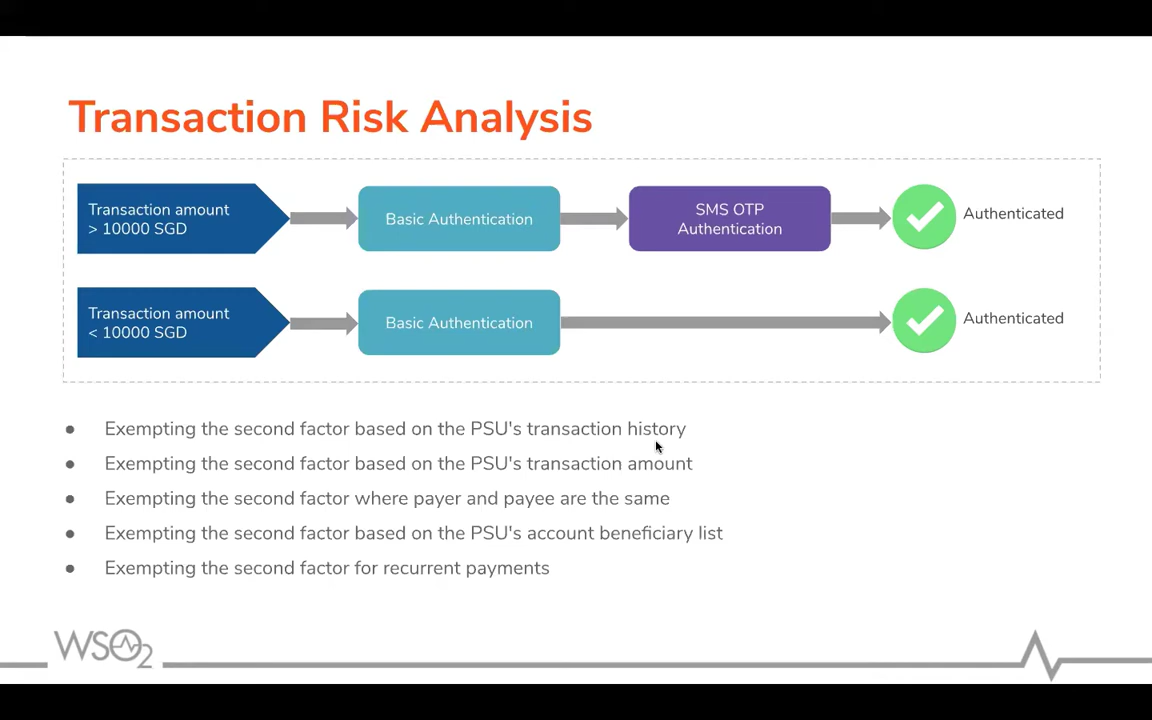 Transaction Risk Analysis
Transaction amount
> 10000 SGD
Basic Authentication
SMS OTP
Authentication
Authenticated
Transaction amount
< 10000 SGD
Basic Authentication
Authenticated
● Exempting the second factor based on the PSU's transaction history
● Exempting the second factor based on the PSU's transaction amount
● Exempting the second factor where payer and payee are the same
● Exempting the second factor based on the PSU's account beneficiary list
● Exempting the second factor for recurrent payments
WSO2